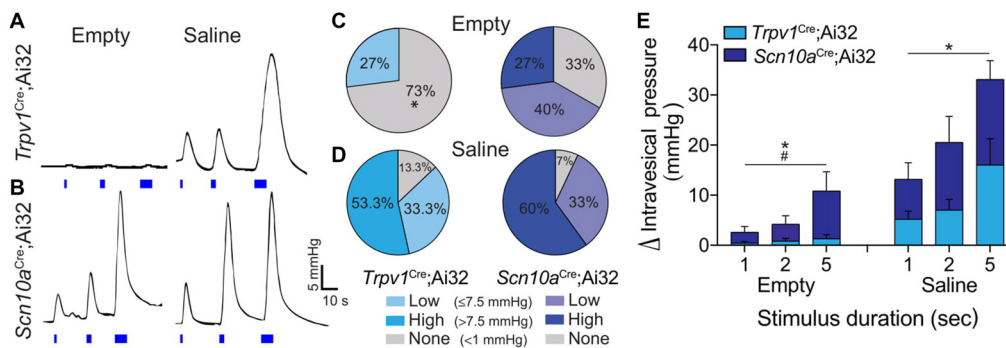 A
Empty
Saline
Trpv1Cre;Ai32
B
Scn10aCre;Ai32
5 mmHg
10 s
C
Empty
27%
73%
*
27%
33%
40%
D
Saline
13.3%
53.3%
33.3%
7%
60%
33%
Trpv1Cre;Ai32 Scn10aCre;Ai32
Low (≤7.5 mmHg) Low
High (>7.5 mmHg) High
None (<1 mmHg) None
E
Trpv1Cre;Ai32
Scn10aCre;Ai32
Δ Intravesical pressure
(mmHg)
40
30
20
10
0
*
#
*
1 2 5 1 2 5
Empty Saline
Stimulus duration (sec)